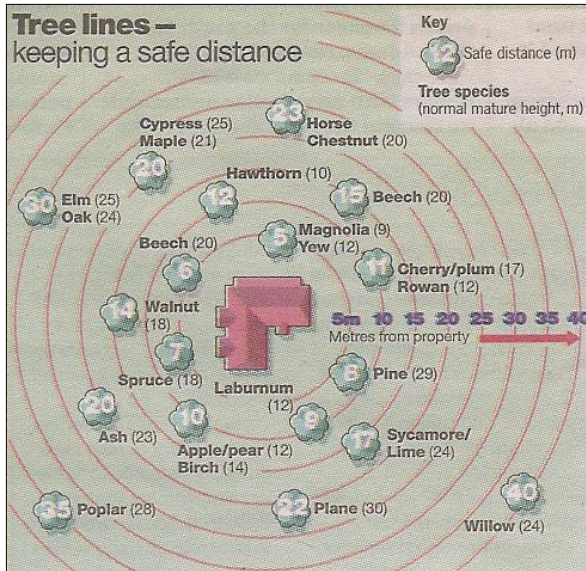 Tree lines –
keeping a safe distance
Key
12 Safe distance (m)
Tree species
(normal mature height, m)
23 Horse
Chestnut (20)
Cypress (25)
Maple (21)
20
Hawthorn (10)
12
15 Beech (20)
30 Elm (25)
Oak (24)
5 Magnolia (9)
Yew (12)
Beech (20)
6
11 Cherry/plum (17)
Rowan (12)
14 Walnut
(18)
5m 10 15 20 25 30 35 40
Metres from property
7
Spruce (18)
Laburnum
(12)
9
8 Pine (29)
20
Ash (23)
10
Apple/pear (12)
Birch (14)
17 Sycamore/
Lime (24)
35 Poplar (28)
22 Plane (30)
40
Willow (24)